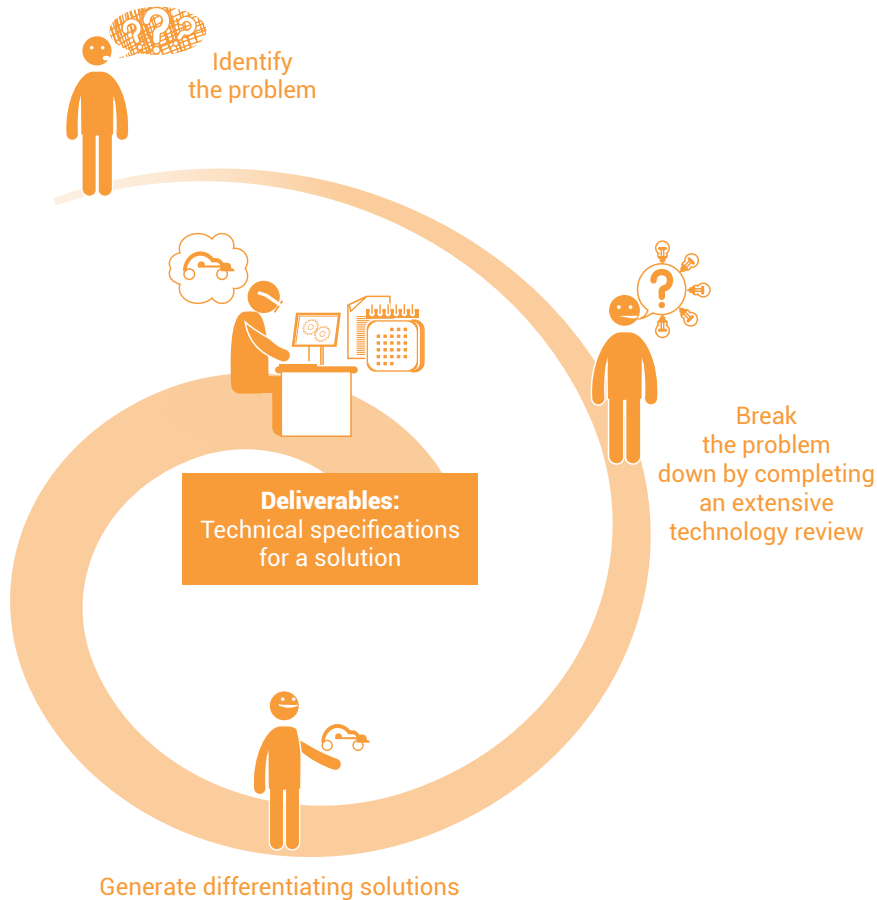 Identify
the problem
Break
the problem
down by completing
an extensive
technology review
Deliverables:
Technical specifications
for a solution
Generate differentiating solutions